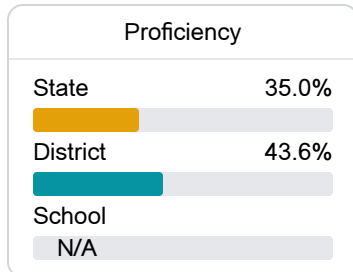 Proficiency
State 35.0%
District 43.6%
School
N/A